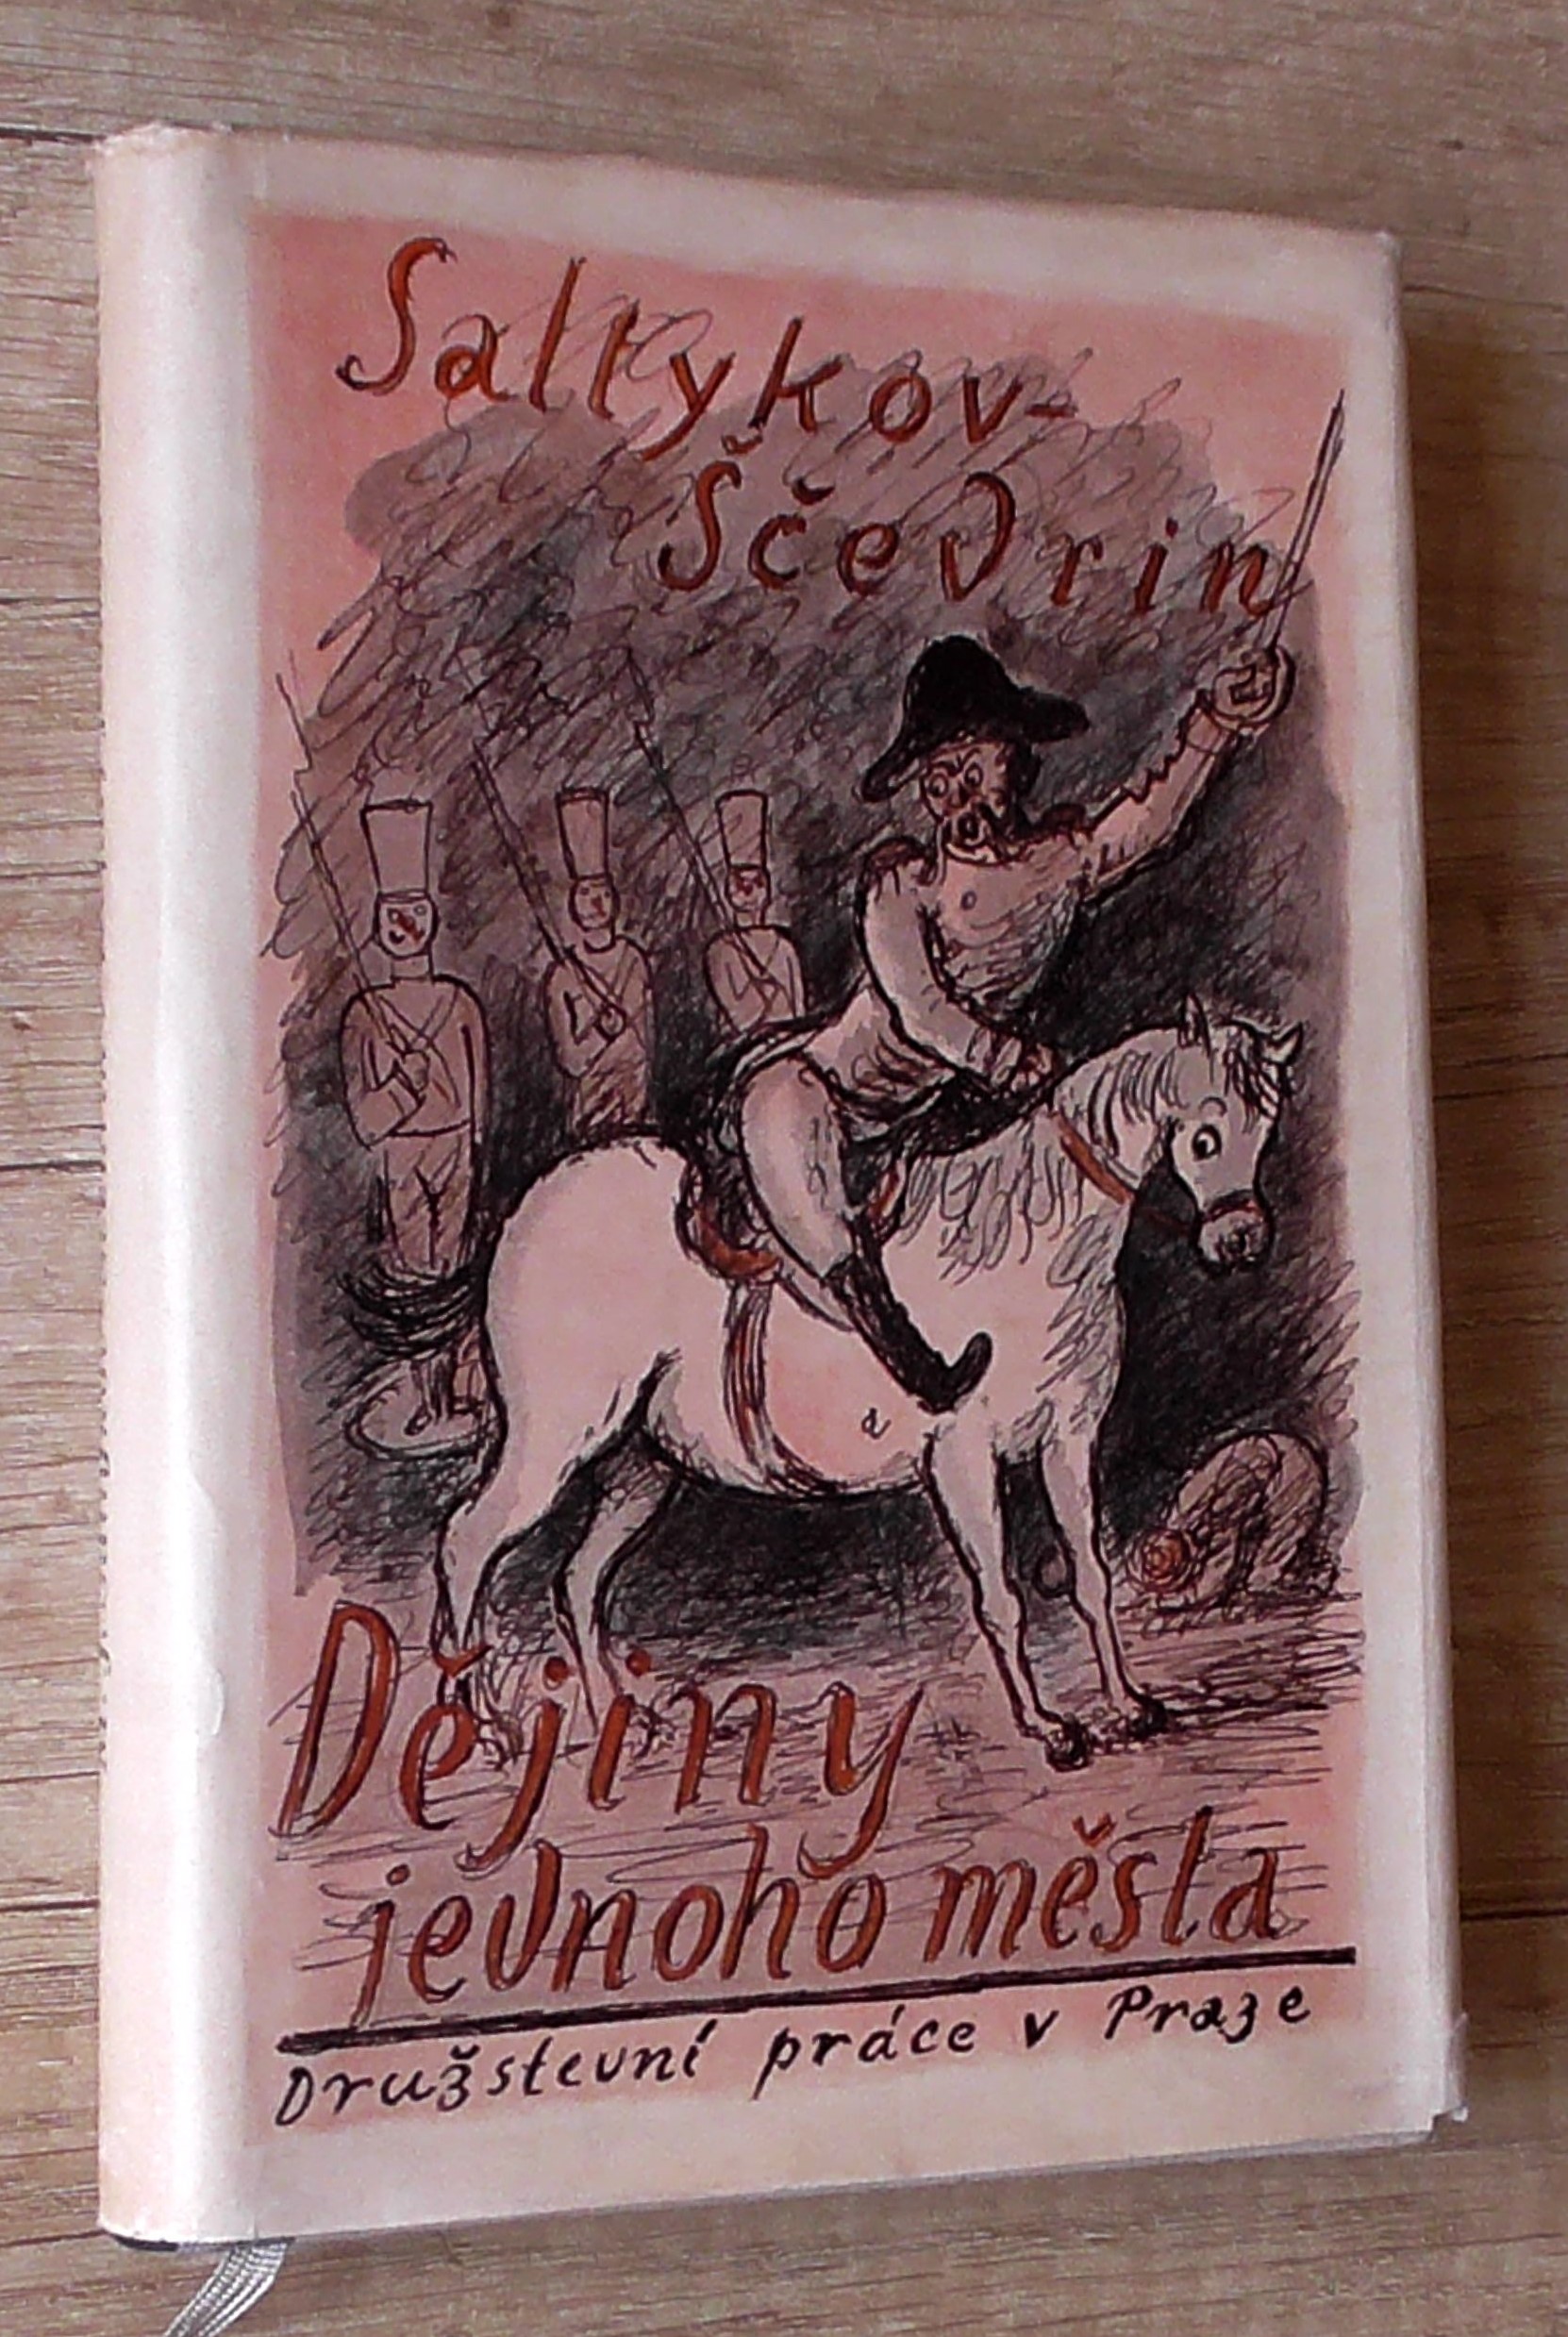 Saltykov-
Ščedrin
Dějiny
jednoho města
Družstevní práce v Praze